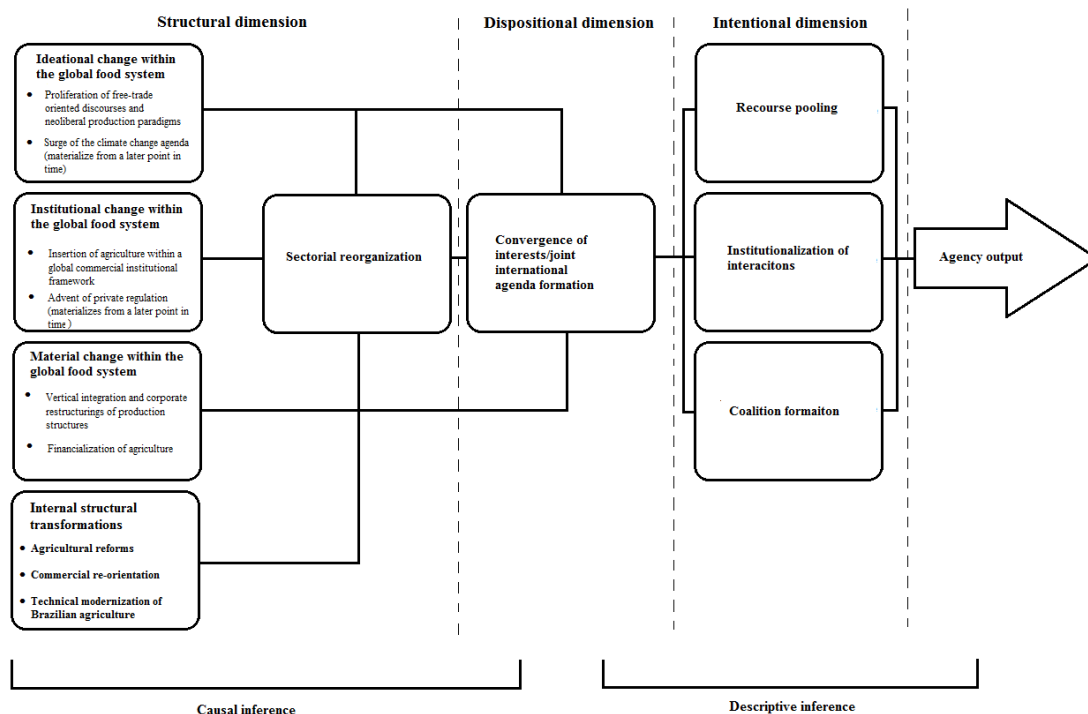 Structural dimension
Dispositional dimension
Intentional dimension
Ideational change within
the global food system
• Proliferation of free-trade
oriented discourses and
neoliberal production paradigms
• Surge of the climate change agenda
(materialize from a later point in
time)
Institutional change within
the global food system
• Insertion of agriculture within a
global commercial institutional
framework
• Advent of private regulation
(materializes from a later point in
time )
Material change within the
global food system
• Vertical integration and corporate
restructurings of production
structures
• Financialization of agriculture
Internal structural
transformations
• Agricultural reforms
• Commercial re-orientation
• Technical modernization of
Brazilian agriculture
Sectorial reorganization
Convergence of
interests/joint
international
agenda formation
Recourse pooling
Institutionalization of
interacitons
Coalition formaiton
Agency output
Causal inference
Descriptive inference